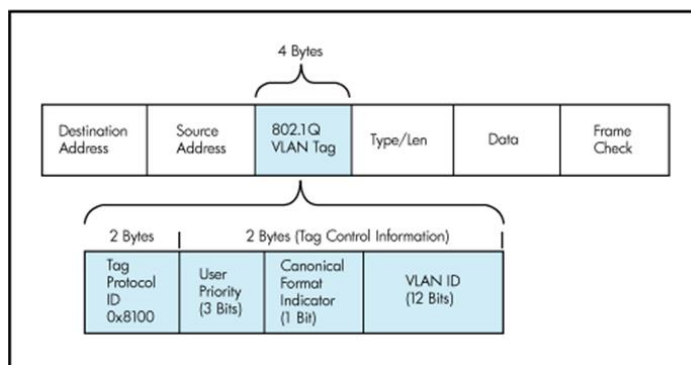 4 Bytes
Destination
Address
Source
Address
802.1Q
VLAN Tag
Type/Len
Data
Frame
Check
2 Bytes
2 Bytes (Tag Control Information)
Tag
Protocol
ID
0x8100
User
Priority
(3 Bits)
Canonical
Format
Indicator
(1 Bit)
VLAN ID
(12 Bits)